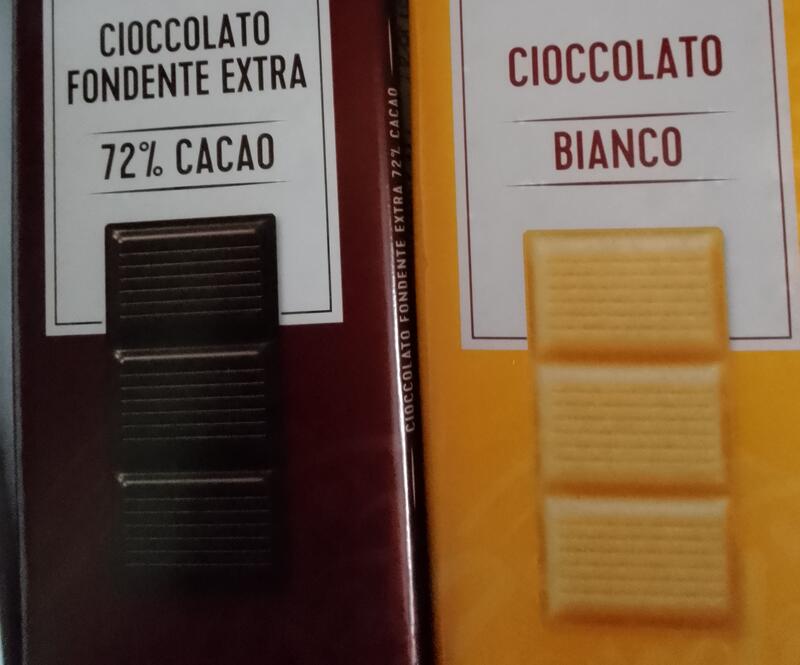 CIOCCOLATO
FONDENTE EXTRA
72% CACAO
CIOCCOLATO FONDENTE EXTRA 72% CACAO
CIOCCOLATO
BIANCO